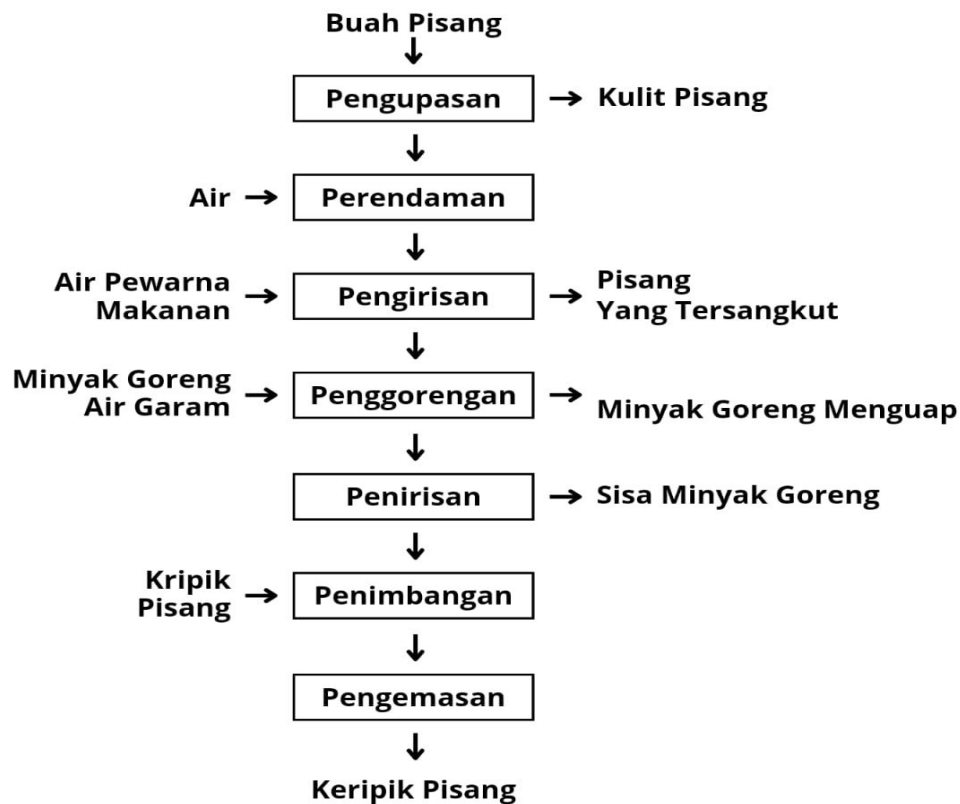 Buah Pisang
Pengupasan
Kulit Pisang
Air
Perendaman
Air Pewarna
Makanan
Pengirisan
Pisang
Yang Tersangkut
Minyak Goreng
Air Garam
Penggorengan
Minyak Goreng Menguap
Penirisan
Sisa Minyak Goreng
Kripik
Pisang
Penimbangan
Pengemasan
Keripik Pisang